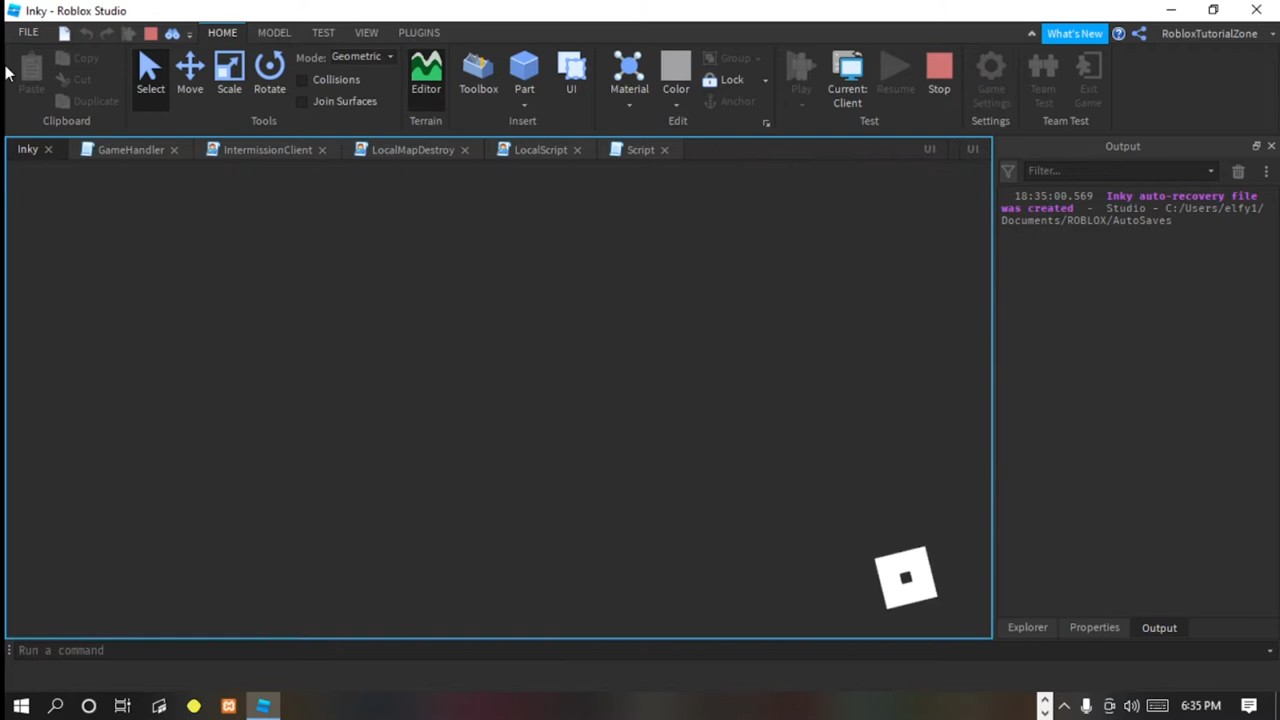 Inky - Roblox Studio
FILE HOME MODEL TEST VIEW PLUGINS What's New RobloxTutorialZone
Paste Copy Cut Duplicate
Clipboard
Select Move Scale Rotate
Mode: Geometric
Collisions
Join Surfaces
Tools
Editor
Terrain
Toolbox Part UI
Insert
Material Color Group Lock Anchor
Edit
Play Current: Client Resume Stop
Test
Game Settings
Settings
Team Test Exit Game
Team Test
Inky GameHandler IntermissionClient LocalMapDestroy LocalScript Script UI UI
Output
Filter...
18:35:00.569 Inky auto-recovery file
was created - Studio - C:/Users/elfy1/
Documents/ROBLOX/AutoSaves
Explorer Properties Output
Run a command
6:35 PM